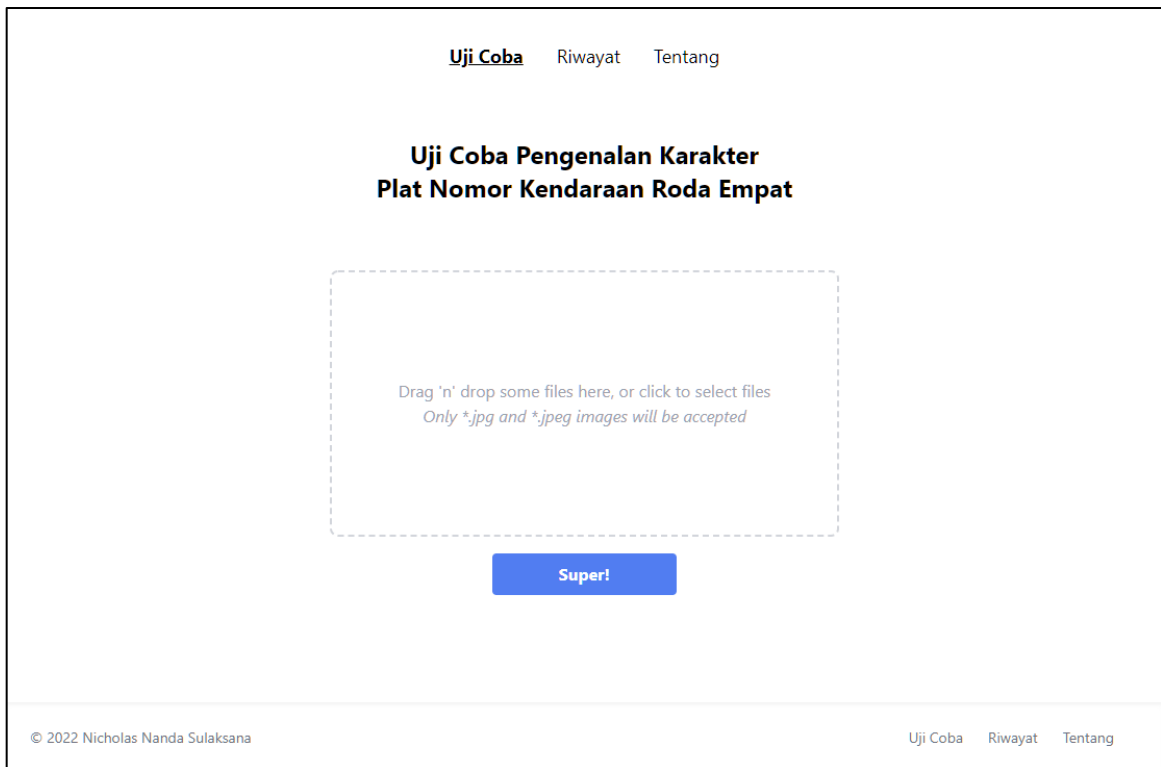 Uji Coba Riwayat Tentang
Uji Coba Pengenalan Karakter
Plat Nomor Kendaraan Roda Empat
Drag 'n' drop some files here, or click to select files
Only *.jpg and *.jpeg images will be accepted
Super!
© 2022 Nicholas Nanda Sulaksana Uji Coba Riwayat Tentang